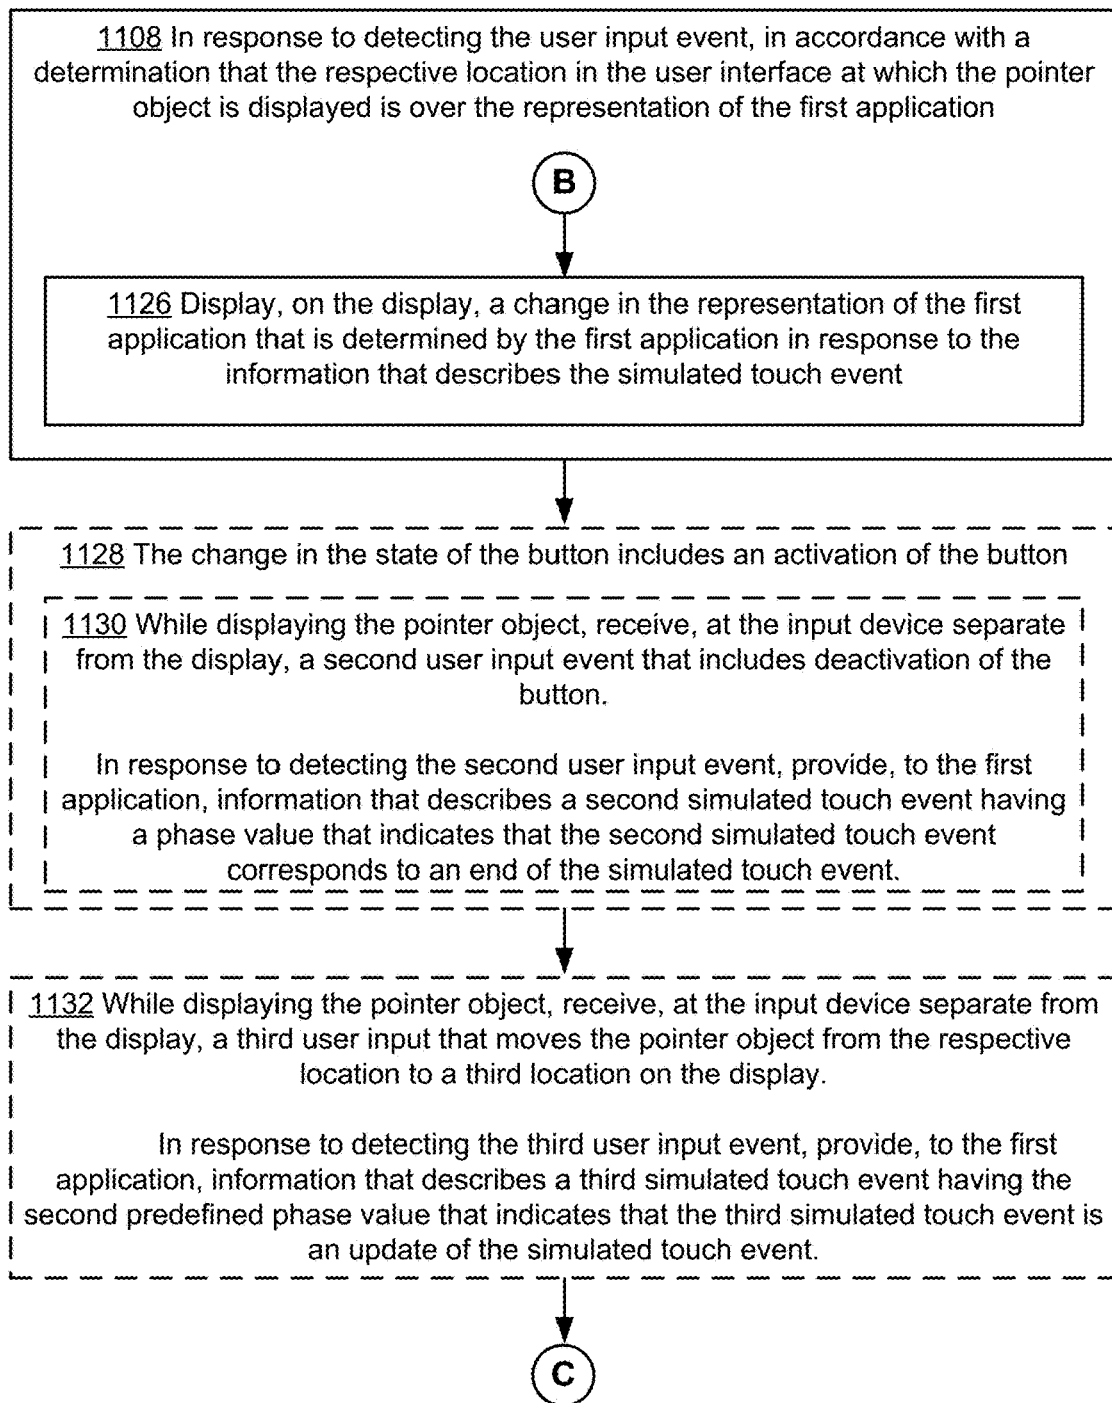 1108 In response to detecting the user input event, in accordance with a
determination that the respective location in the user interface at which the pointer
object is displayed is over the representation of the first application
B
1126 Display, on the display, a change in the representation of the first
application that is determined by the first application in response to the
information that describes the simulated touch event
1128 The change in the state of the button includes an activation of the button
1130 While displaying the pointer object, receive, at the input device separate
from the display, a second user input event that includes deactivation of the
button.
In response to detecting the second user input event, provide, to the first
application, information that describes a second simulated touch event having
a phase value that indicates that the second simulated touch event
corresponds to an end of the simulated touch event.
1132 While displaying the pointer object, receive, at the input device separate from
the display, a third user input that moves the pointer object from the respective
location to a third location on the display.
In response to detecting the third user input event, provide, to the first
application, information that describes a third simulated touch event having the
second predefined phase value that indicates that the third simulated touch event is
an update of the simulated touch event.
C